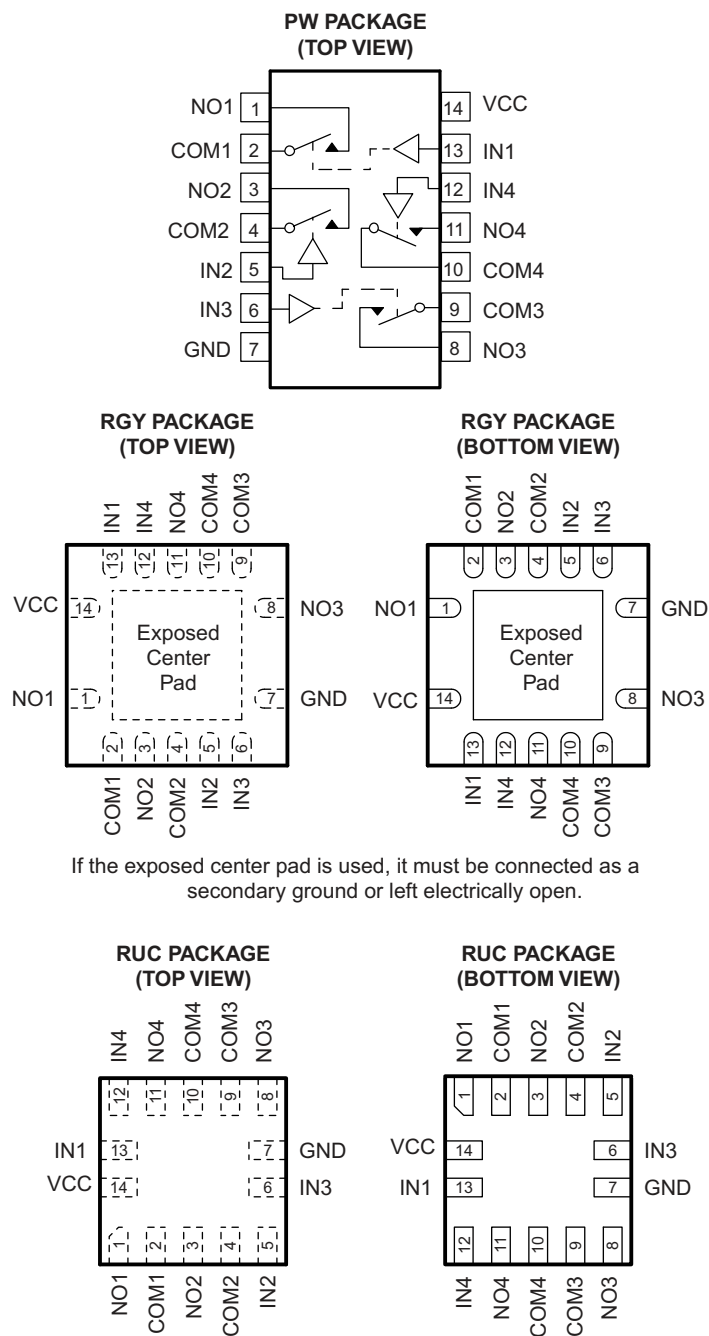 PW PACKAGE
(TOP VIEW)
NO1 1 14 VCC
COM1 2 13 IN1
NO2 3 12 IN4
COM2 4 11 NO4
IN2 5 10 COM4
IN3 6 9 COM3
GND 7 8 NO3
RGY PACKAGE
(TOP VIEW)
IN1 IN4 NO4 COM4 COM3
13 12 11 10 9
VCC 14 8 NO3
Exposed
Center
Pad
NO1 1 7 GND
2 3 4 5 6
COM1 NO2 COM2 IN2 IN3
RGY PACKAGE
(BOTTOM VIEW)
COM1 NO2 COM2 IN2 IN3
2 3 4 5 6
NO1 1 7 GND
Exposed
Center
Pad
VCC 14 8 NO3
13 12 11 10 9
IN1 IN4 NO4 COM4 COM3
If the exposed center pad is used, it must be connected as a
secondary ground or left electrically open.
RUC PACKAGE
(TOP VIEW)
IN4 NO4 COM4 COM3 NO3
12 11 10 9 8
IN1 13 7 GND
VCC 14 6 IN3
1 2 3 4 5
NO1 COM1 NO2 COM2 IN2
RUC PACKAGE
(BOTTOM VIEW)
NO1 COM1 NO2 COM2 IN2
1 2 3 4 5
VCC 14 6 IN3
IN1 13 7 GND
12 11 10 9 8
IN4 NO4 COM4 COM3 NO3